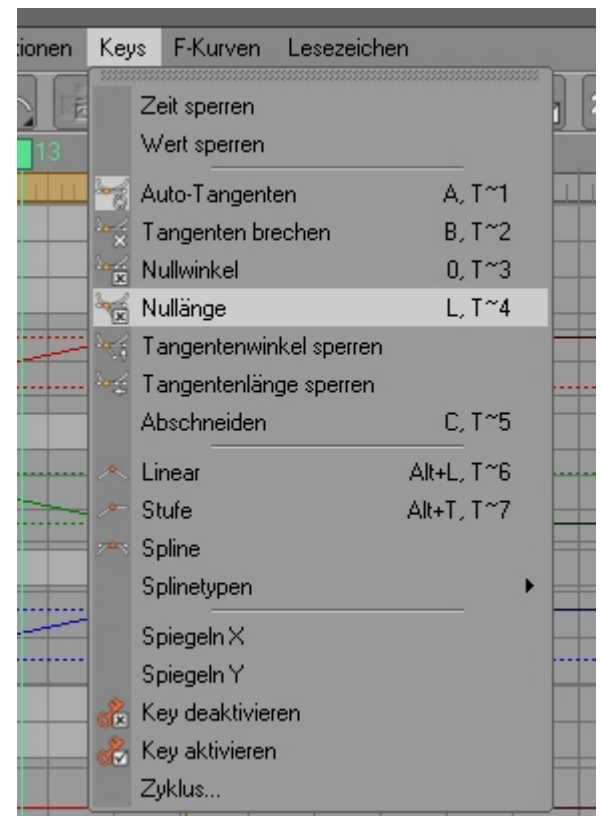 tionen Keys F-Kurven Lesezeichen
Zeit sperren
13
Wert sperren
Auto-Tangenten A, T~1
Tangenten brechen B, T~2
Nullwinkel 0, T~3
Nullänge L, T~4
Tangentenwinkel sperren
Tangentenlänge sperren
Abschneiden C, T~5
Linear Alt+L, T~6
Stufe Alt+T, T~7
Spline
Splinetypen
Spiegeln X
Spiegeln Y
Key deaktivieren
Key aktivieren
Zyklus...